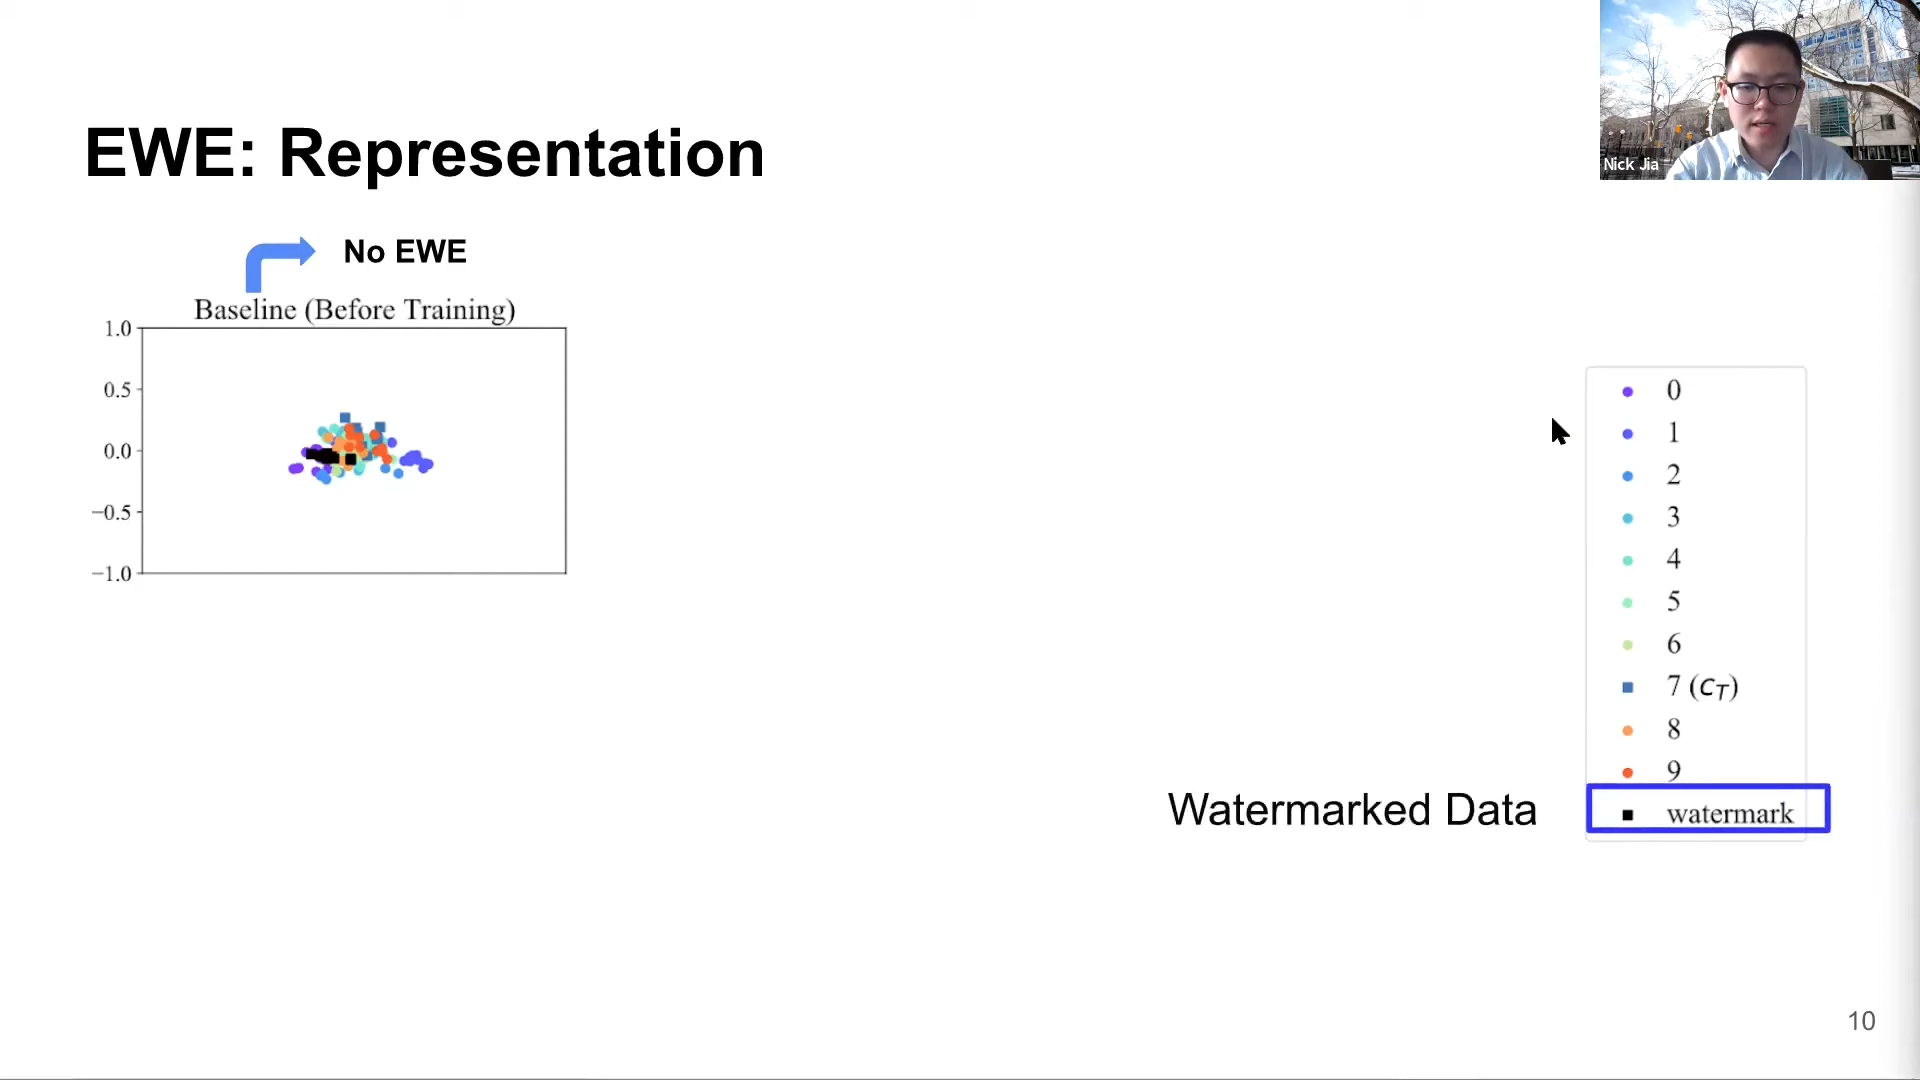 Nick Jia
EWE: Representation
No EWE
Baseline (Before Training)
1.0
0.5
0.0
−0.5
−1.0
0
1
2
3
4
5
6
7 (C_T)
8
9
watermark
Watermarked Data
10